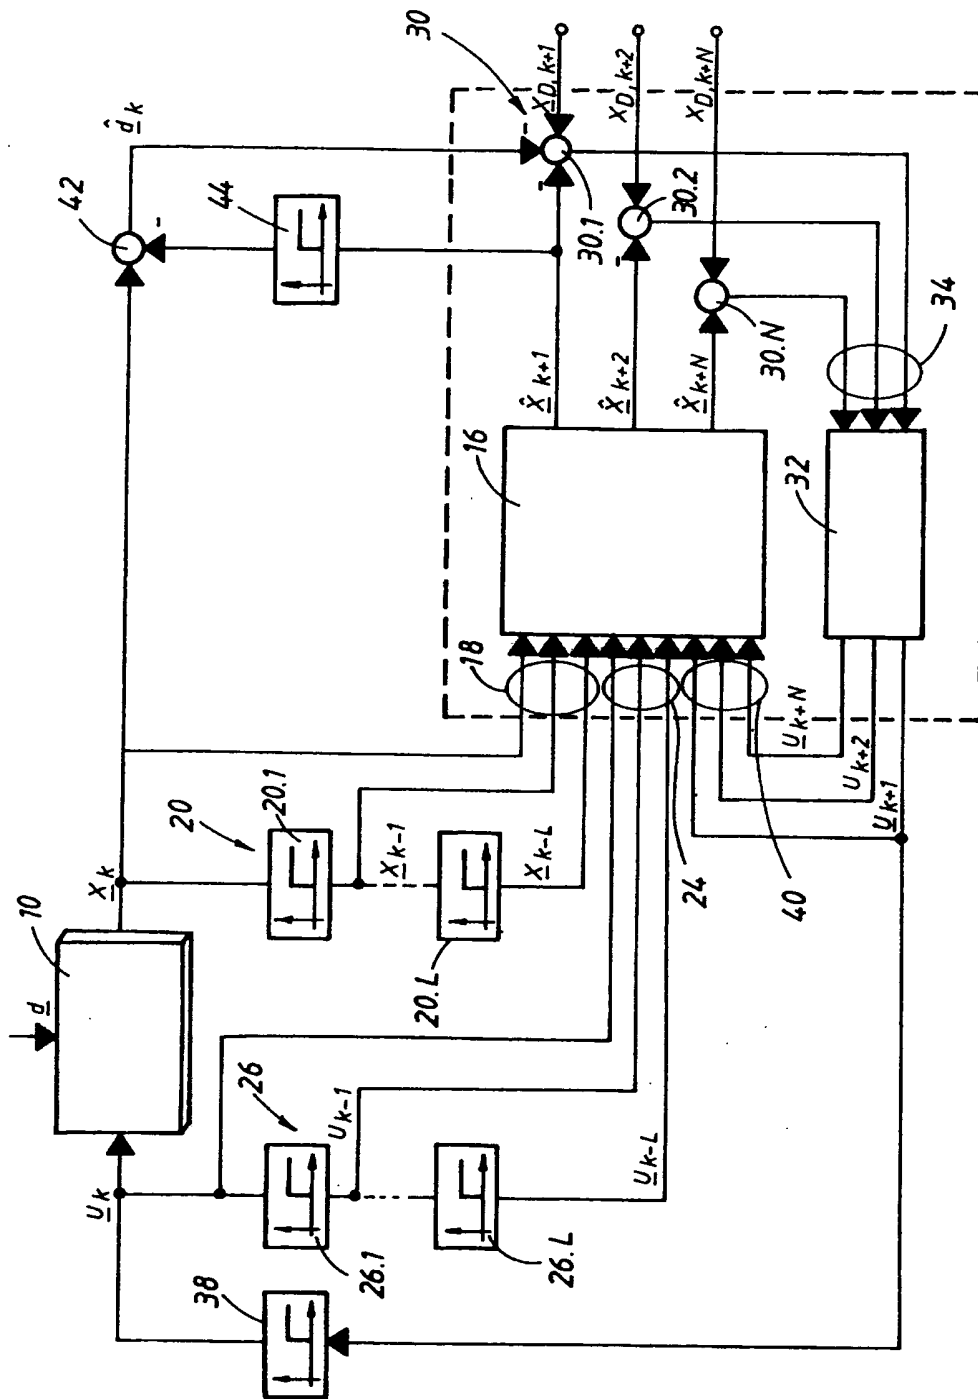 30
x_D,k+1
x_D,k+2
x_D,k+N
d̂_k
42
-
44
-
-
30.1
-
30.2
30.N
34
X̂_k+1
X̂_k+2
X̂_k+N
16
32
18
24
40
U_k+N
U_k+2
U_k+1
X_k
20
20.1
X_k-1
X_k-L
20.L
10
d
26
U_k-1
U_k-L
U_k
26.1
26.L
38